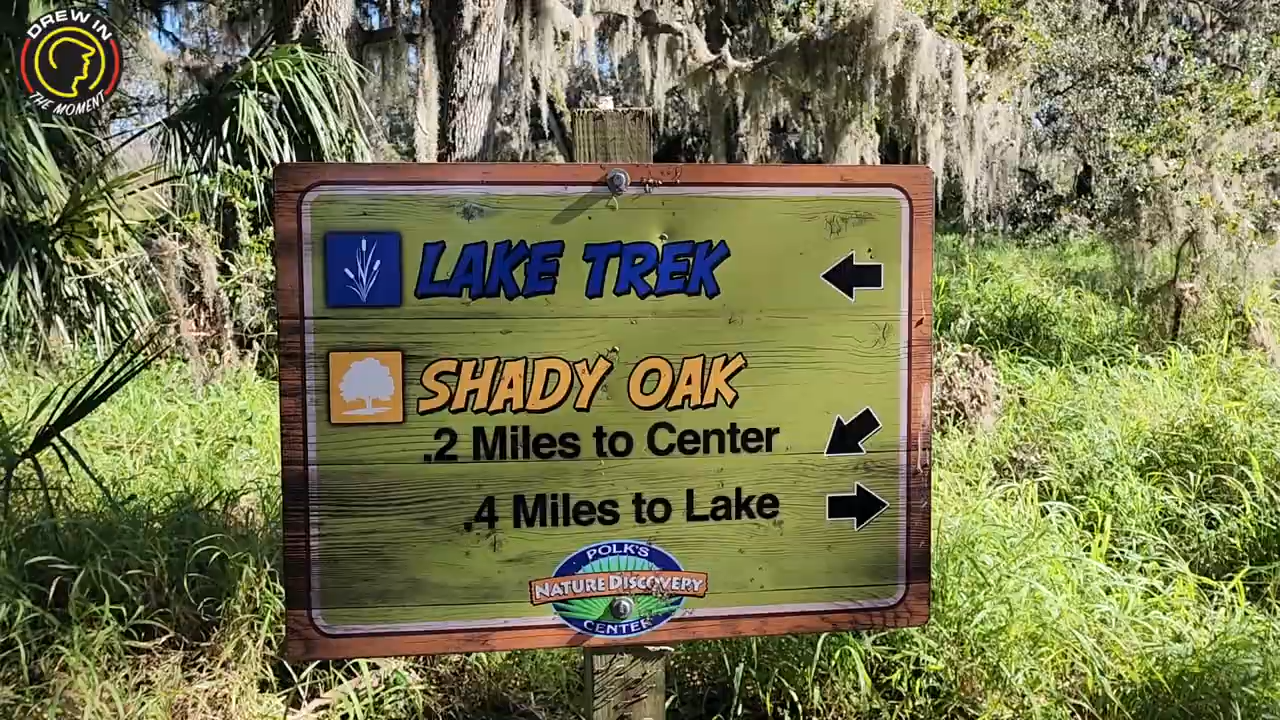 DREW IN
THE MOMENT
LAKE TREK
SHADY OAK
.2 Miles to Center
.4 Miles to Lake
POLK'S
NATURE DISCOVERY
CENTER